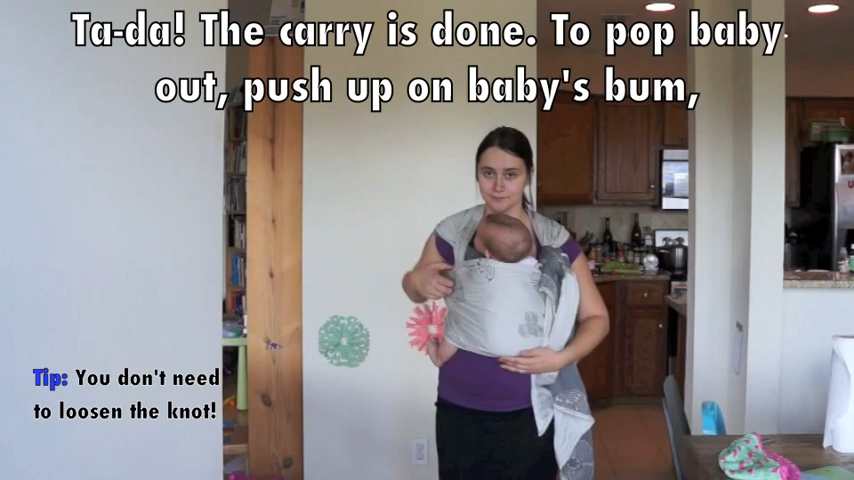 Ta-da! The carry is done. To pop baby
out, push up on baby's bum,
Tip: You don't need
to loosen the knot!